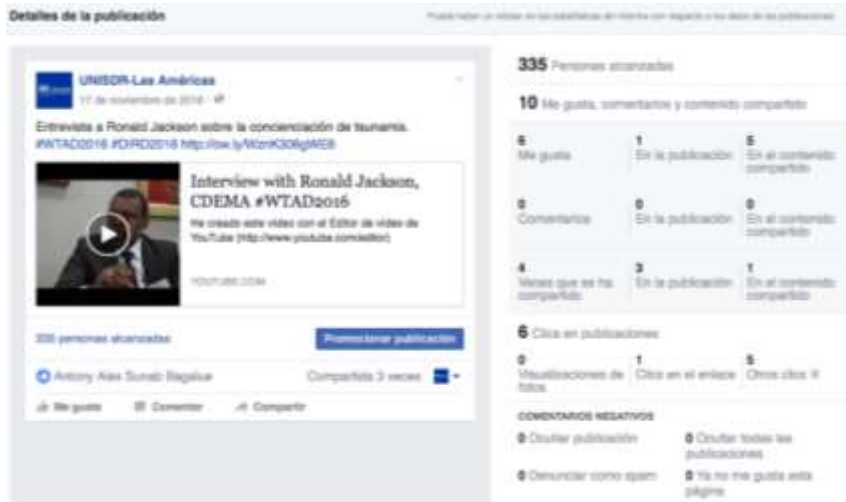 Detalles de la publicación
UNISDR-Las Américas
17 de noviembre de 2016
Entrevista a Ronald Jackson sobre la concienciación de tsunamis.
#WTAD2016 #DIRD2016
Interview with Ronald Jackson,
CDEMA #WTAD2016
He creado este video con el Editor de video de
YouTube (http://www.youtube.com/editor)
YOUTUBE.COM
335 personas alcanzadas
Promocionar publicación
Antony Alex
Compartida 3 veces
Me gusta Comentar Compartir
335 Personas alcanzadas
10 Me gusta, comentarios y contenido compartido
6 1 5
Me gusta En la publicación En el contenido
compartido
0 0 0
Comentarios En la publicación En el contenido
compartido
4 3 1
Veces que se ha En la publicación En el contenido
compartido compartido
6 Clics en publicaciones
0 1 5
Visualizaciones de Clics en el enlace Otros clics
fotos
COMENTARIOS NEGATIVOS
0 Ocultar publicación 0 Ocultar todas las
publicaciones
0 Denunciar como spam 0 Ya no me gusta esta
página